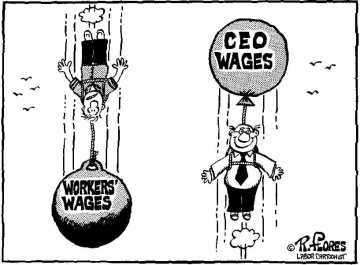 CEO
WAGES
WORKERS'
WAGES
© R. FLORES
LABOR CARTOONIST